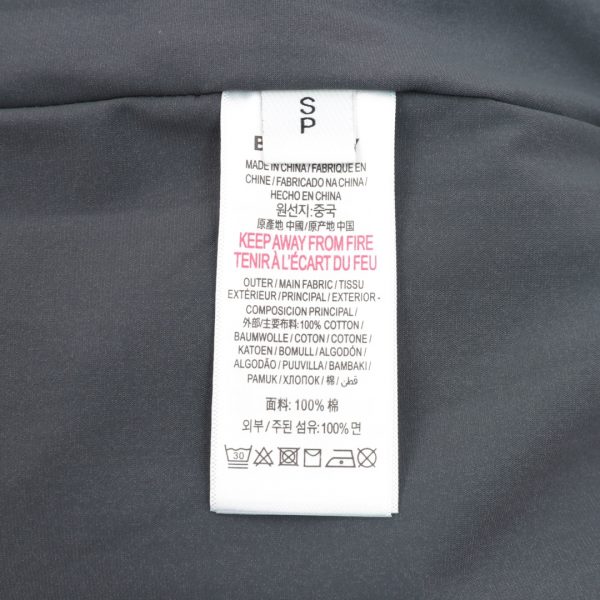 S
P
MADE IN CHINA / FABRIQUE EN
CHINE / FABRICADO NA CHINA /
HECHO EN CHINA
원선지:중국
原產地 中國 / 原产地 中国
KEEP AWAY FROM FIRE
TENIR À L'ÉCART DU FEU
OUTER / MAIN FABRIC / TISSU
EXTÉRIEUR / PRINCIPAL / EXTERIOR -
COMPOSICION PRINCIPAL /
外部/主要布料:100% COTTON /
BAUMWOLLE / COTON / COTONE /
KATOEN / BOMULL / ALGODÓN /
ALGODÃO / PUUVILLA / BAMBAKI /
PAMUK / ХЛОПОК / 棉 / قطن
面料: 100% 棉
외부 / 주된 섬유: 100% 면
30